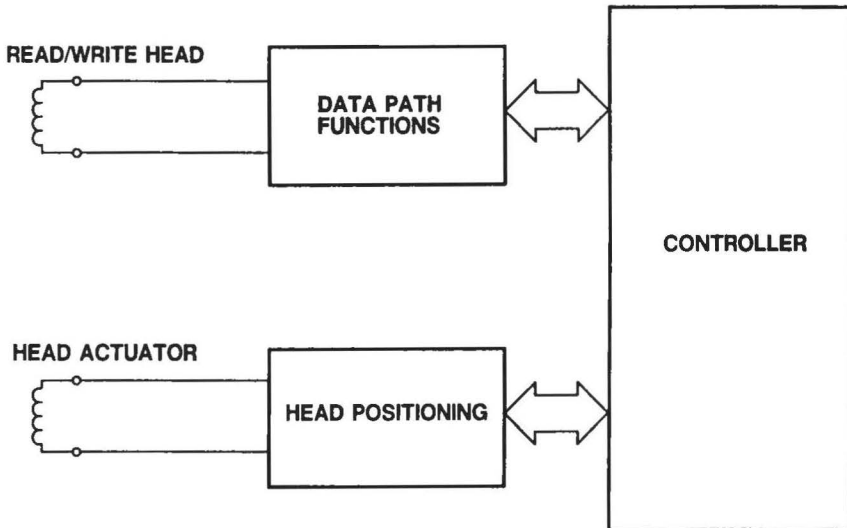 READ/WRITE HEAD
DATA PATH
FUNCTIONS
CONTROLLER
HEAD ACTUATOR
HEAD POSITIONING